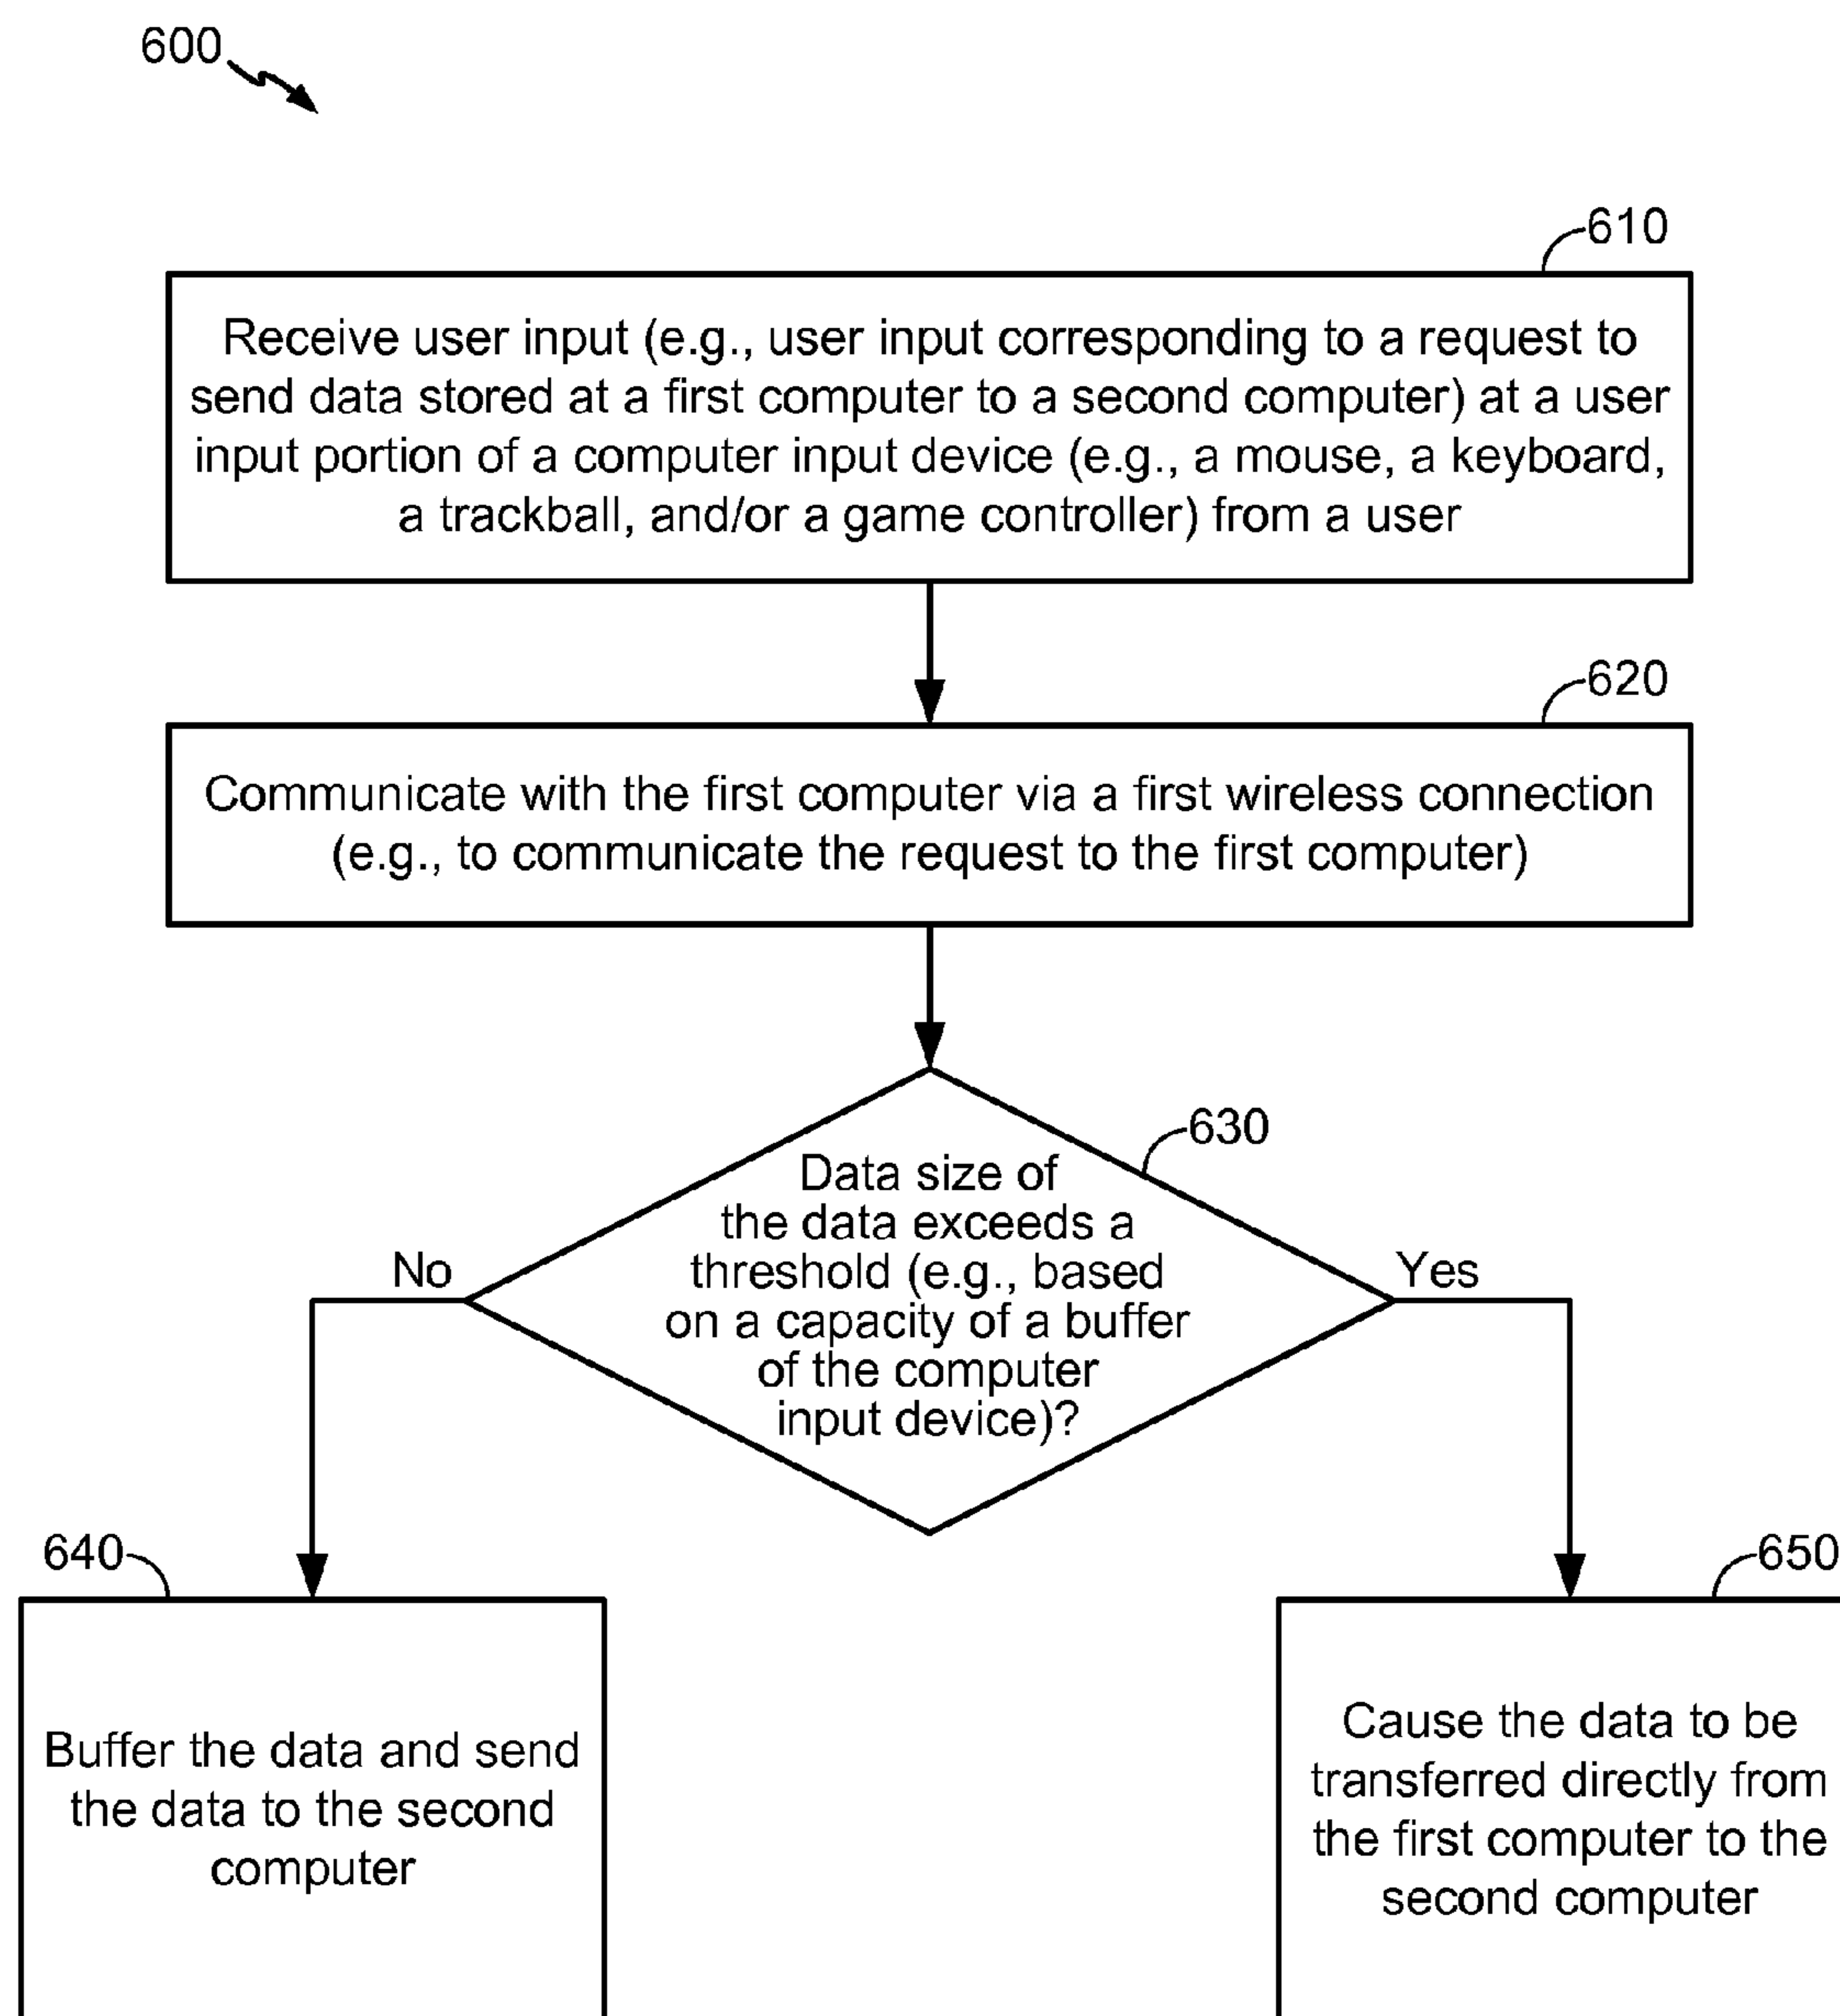 600
610
Receive user input (e.g., user input corresponding to a request to
send data stored at a first computer to a second computer) at a user
input portion of a computer input device (e.g., a mouse, a keyboard,
a trackball, and/or a game controller) from a user
620
Communicate with the first computer via a first wireless connection
(e.g., to communicate the request to the first computer)
630
Data size of
the data exceeds a
threshold (e.g., based
on a capacity of a buffer
of the computer
input device)?
No
Yes
640
Buffer the data and send
the data to the second
computer
650
Cause the data to be
transferred directly from
the first computer to the
second computer